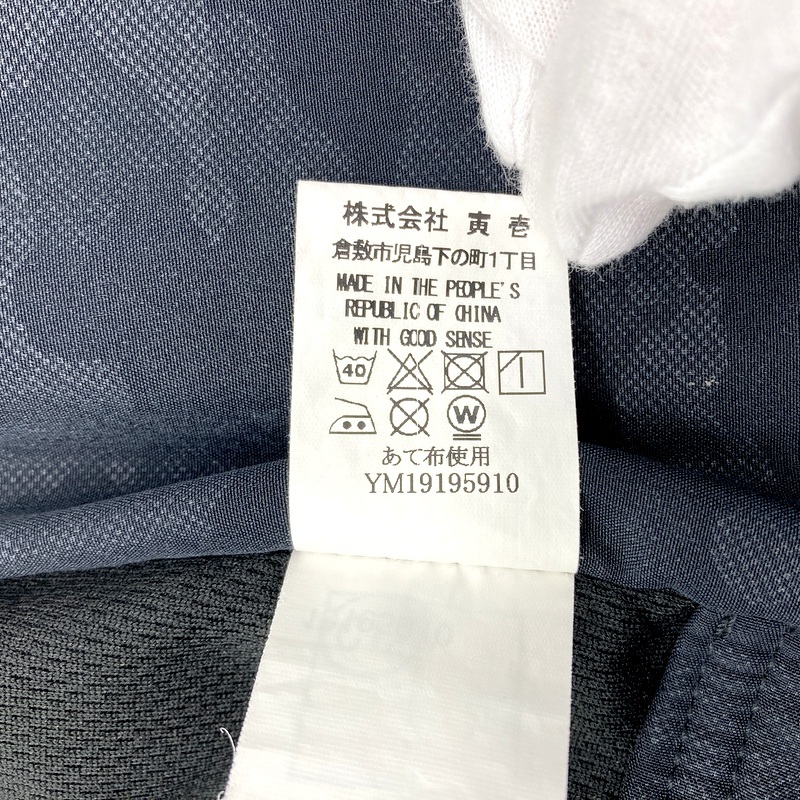 株式会社 寅壱
倉敷市児島下の町1丁目
MADE IN THE PEOPLE'S
REPUBLIC OF CHINA
WITH GOOD SENSE
40
W
あて布使用
YM19195910